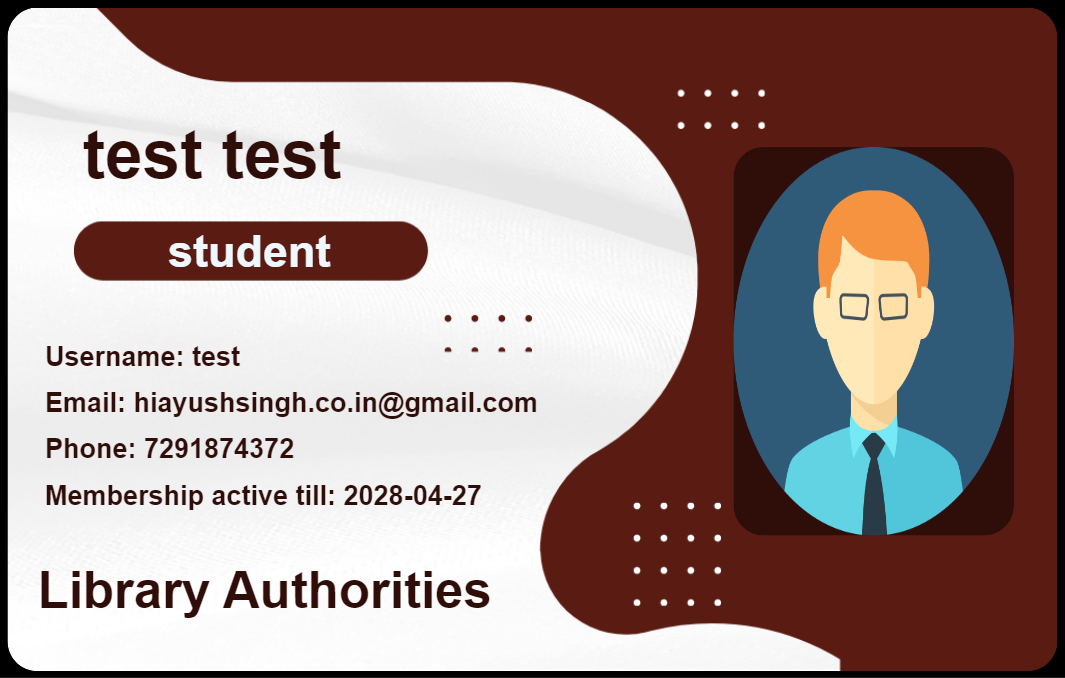 test test
student
Username: test
Email: hiayushsingh.co.in@gmail.com
Phone: 7291874372
Membership active till: 2028-04-27
Library Authorities